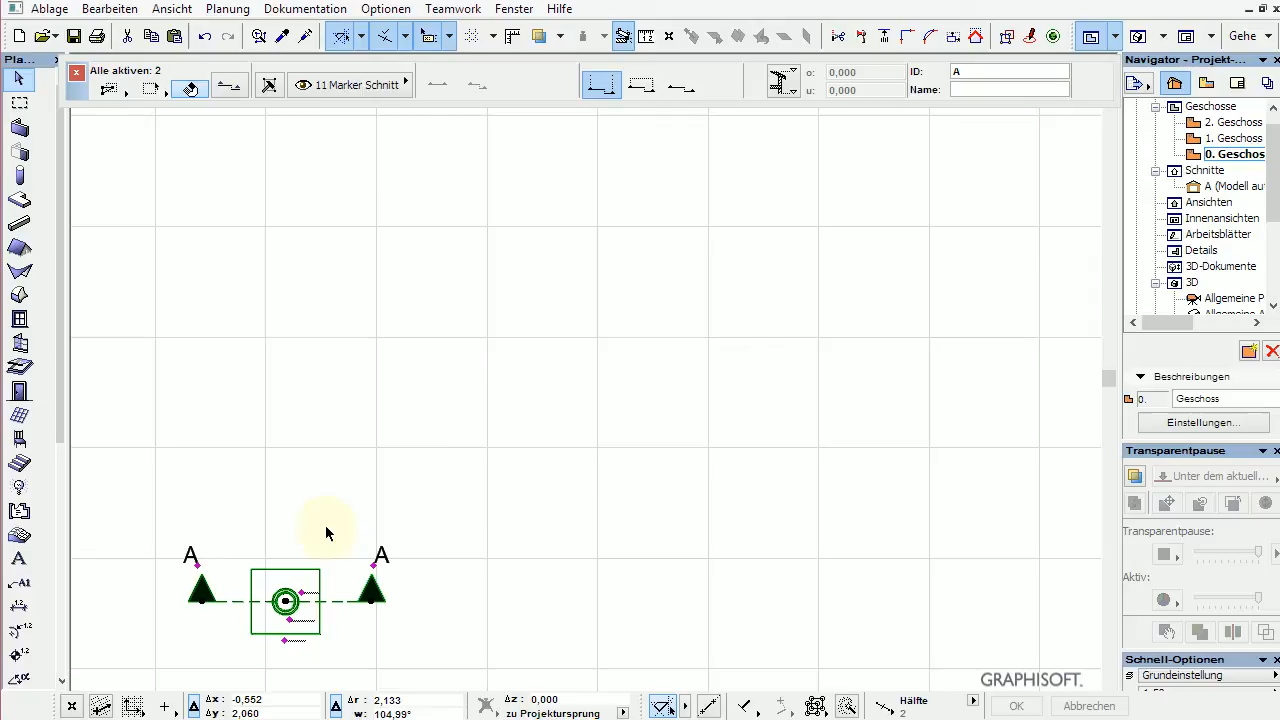 Ablage Bearbeiten Ansicht Planung Dokumentation Optionen Teamwork Fenster Hilfe
Gehe
Pla...
Alle aktiven: 2
11 Marker Schnitt
o: 0,000
u: 0,000
ID: A
Name:
Navigator - Projekt-...
Geschosse
2. Geschoss
1. Geschoss
0. Geschos
Schnitte
A (Modell au
Ansichten
Innenansichten
Arbeitsblätter
Details
3D-Dokumente
3D
Allgemeine P
Beschreibungen
0. Geschoss
Einstellungen...
Transparentpause
Unter dem aktuell...
Transparentpause:
Aktiv:
Schnell-Optionen
Grundeinstellung
A A
GRAPHISOFT.
Δx: -0,552
Δy: 2,060
Δr: 2,133
w: 104,99°
Δz: 0,000
zu Projektursprung
Hälfte
2
OK
Abbrechen